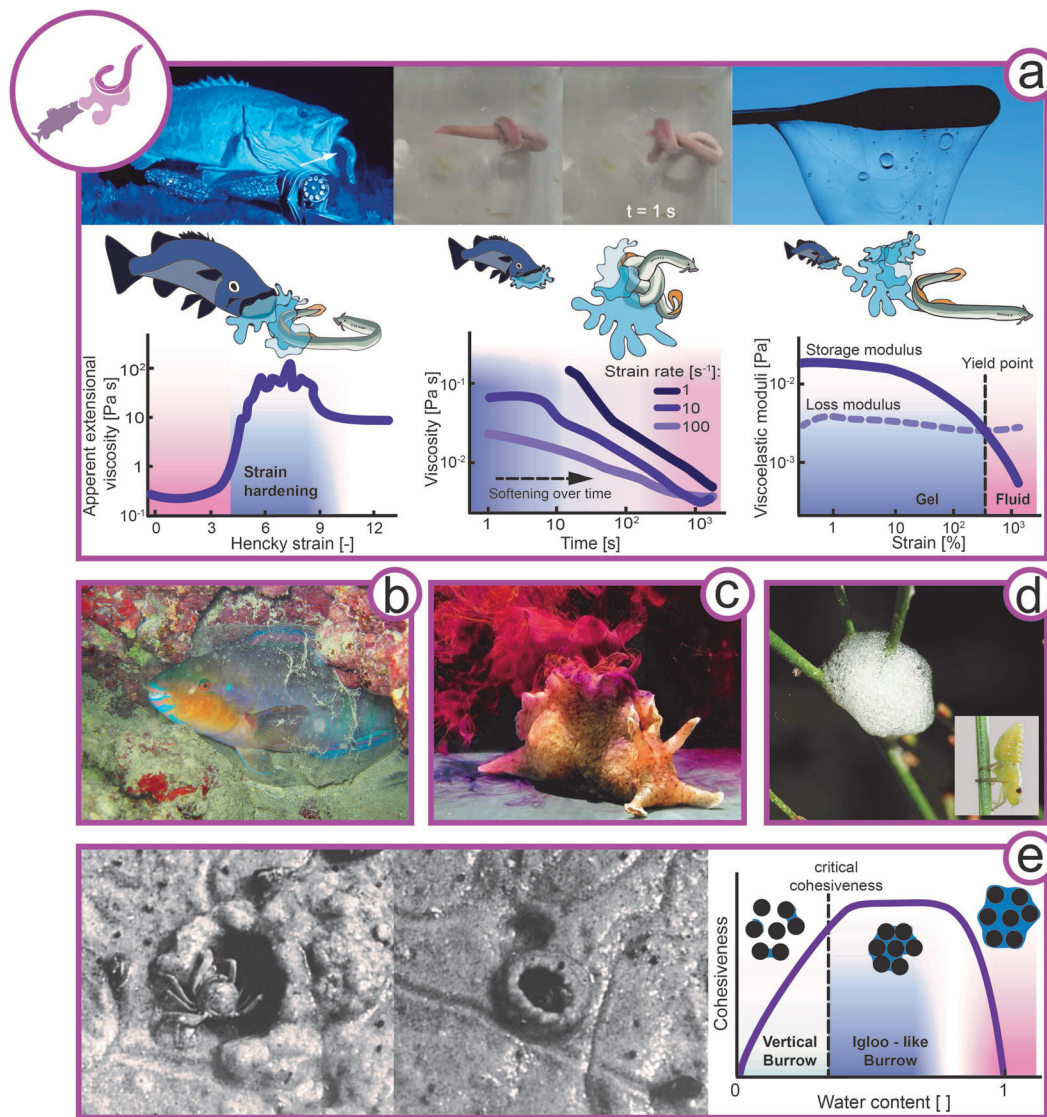 a
t = 1 s
Apparent extensional
viscosity [Pa s]
10²
10
1
10⁻¹
0
3
6
9
12
Hencky strain [-]
Strain
hardening
Viscosity [Pa s]
10⁻¹
10⁻²
Strain rate [s⁻¹]:
1
10
100
Softening over time
1
10
10²
10³
Time [s]
Viscoelastic moduli [Pa]
10⁻²
10⁻³
Storage modulus
Yield point
Loss modulus
Gel
Fluid
1
10
10²
10³
Strain [%]
b
c
d
e
critical
cohesiveness
Cohesiveness
Vertical
Burrow
Igloo - like
Burrow
0
1
Water content [ ]